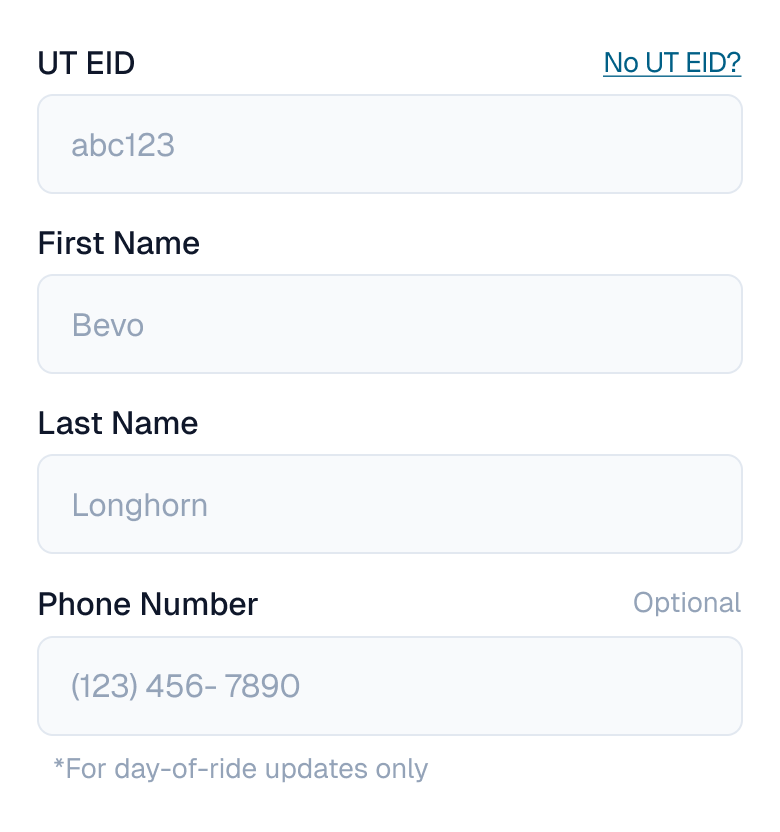 UT EID No UT EID?
abc123
First Name
Bevo
Last Name
Longhorn
Phone Number Optional
(123) 456- 7890
*For day-of-ride updates only